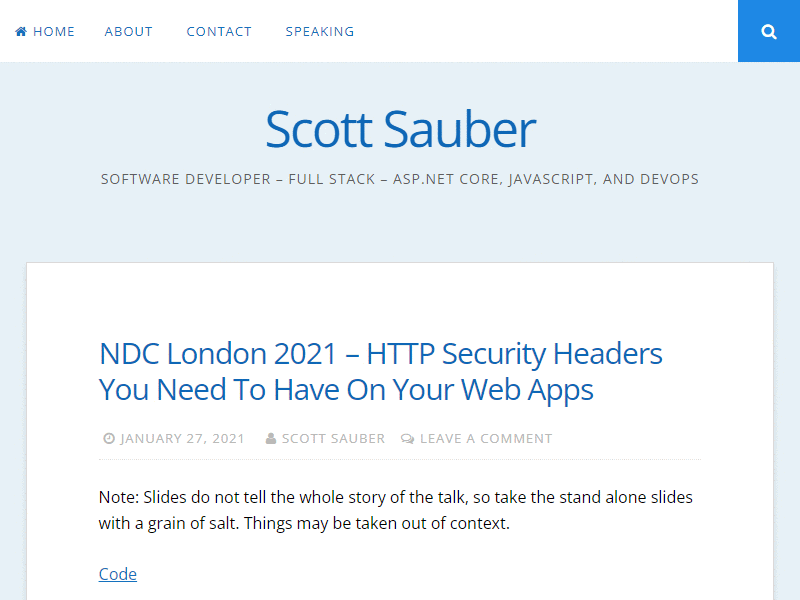 HOME ABOUT CONTACT SPEAKING
Scott Sauber
SOFTWARE DEVELOPER – FULL STACK – ASP.NET CORE, JAVASCRIPT, AND DEVOPS
NDC London 2021 – HTTP Security Headers
You Need To Have On Your Web Apps
JANUARY 27, 2021 SCOTT SAUBER LEAVE A COMMENT
Note: Slides do not tell the whole story of the talk, so take the stand alone slides
with a grain of salt. Things may be taken out of context.
Code